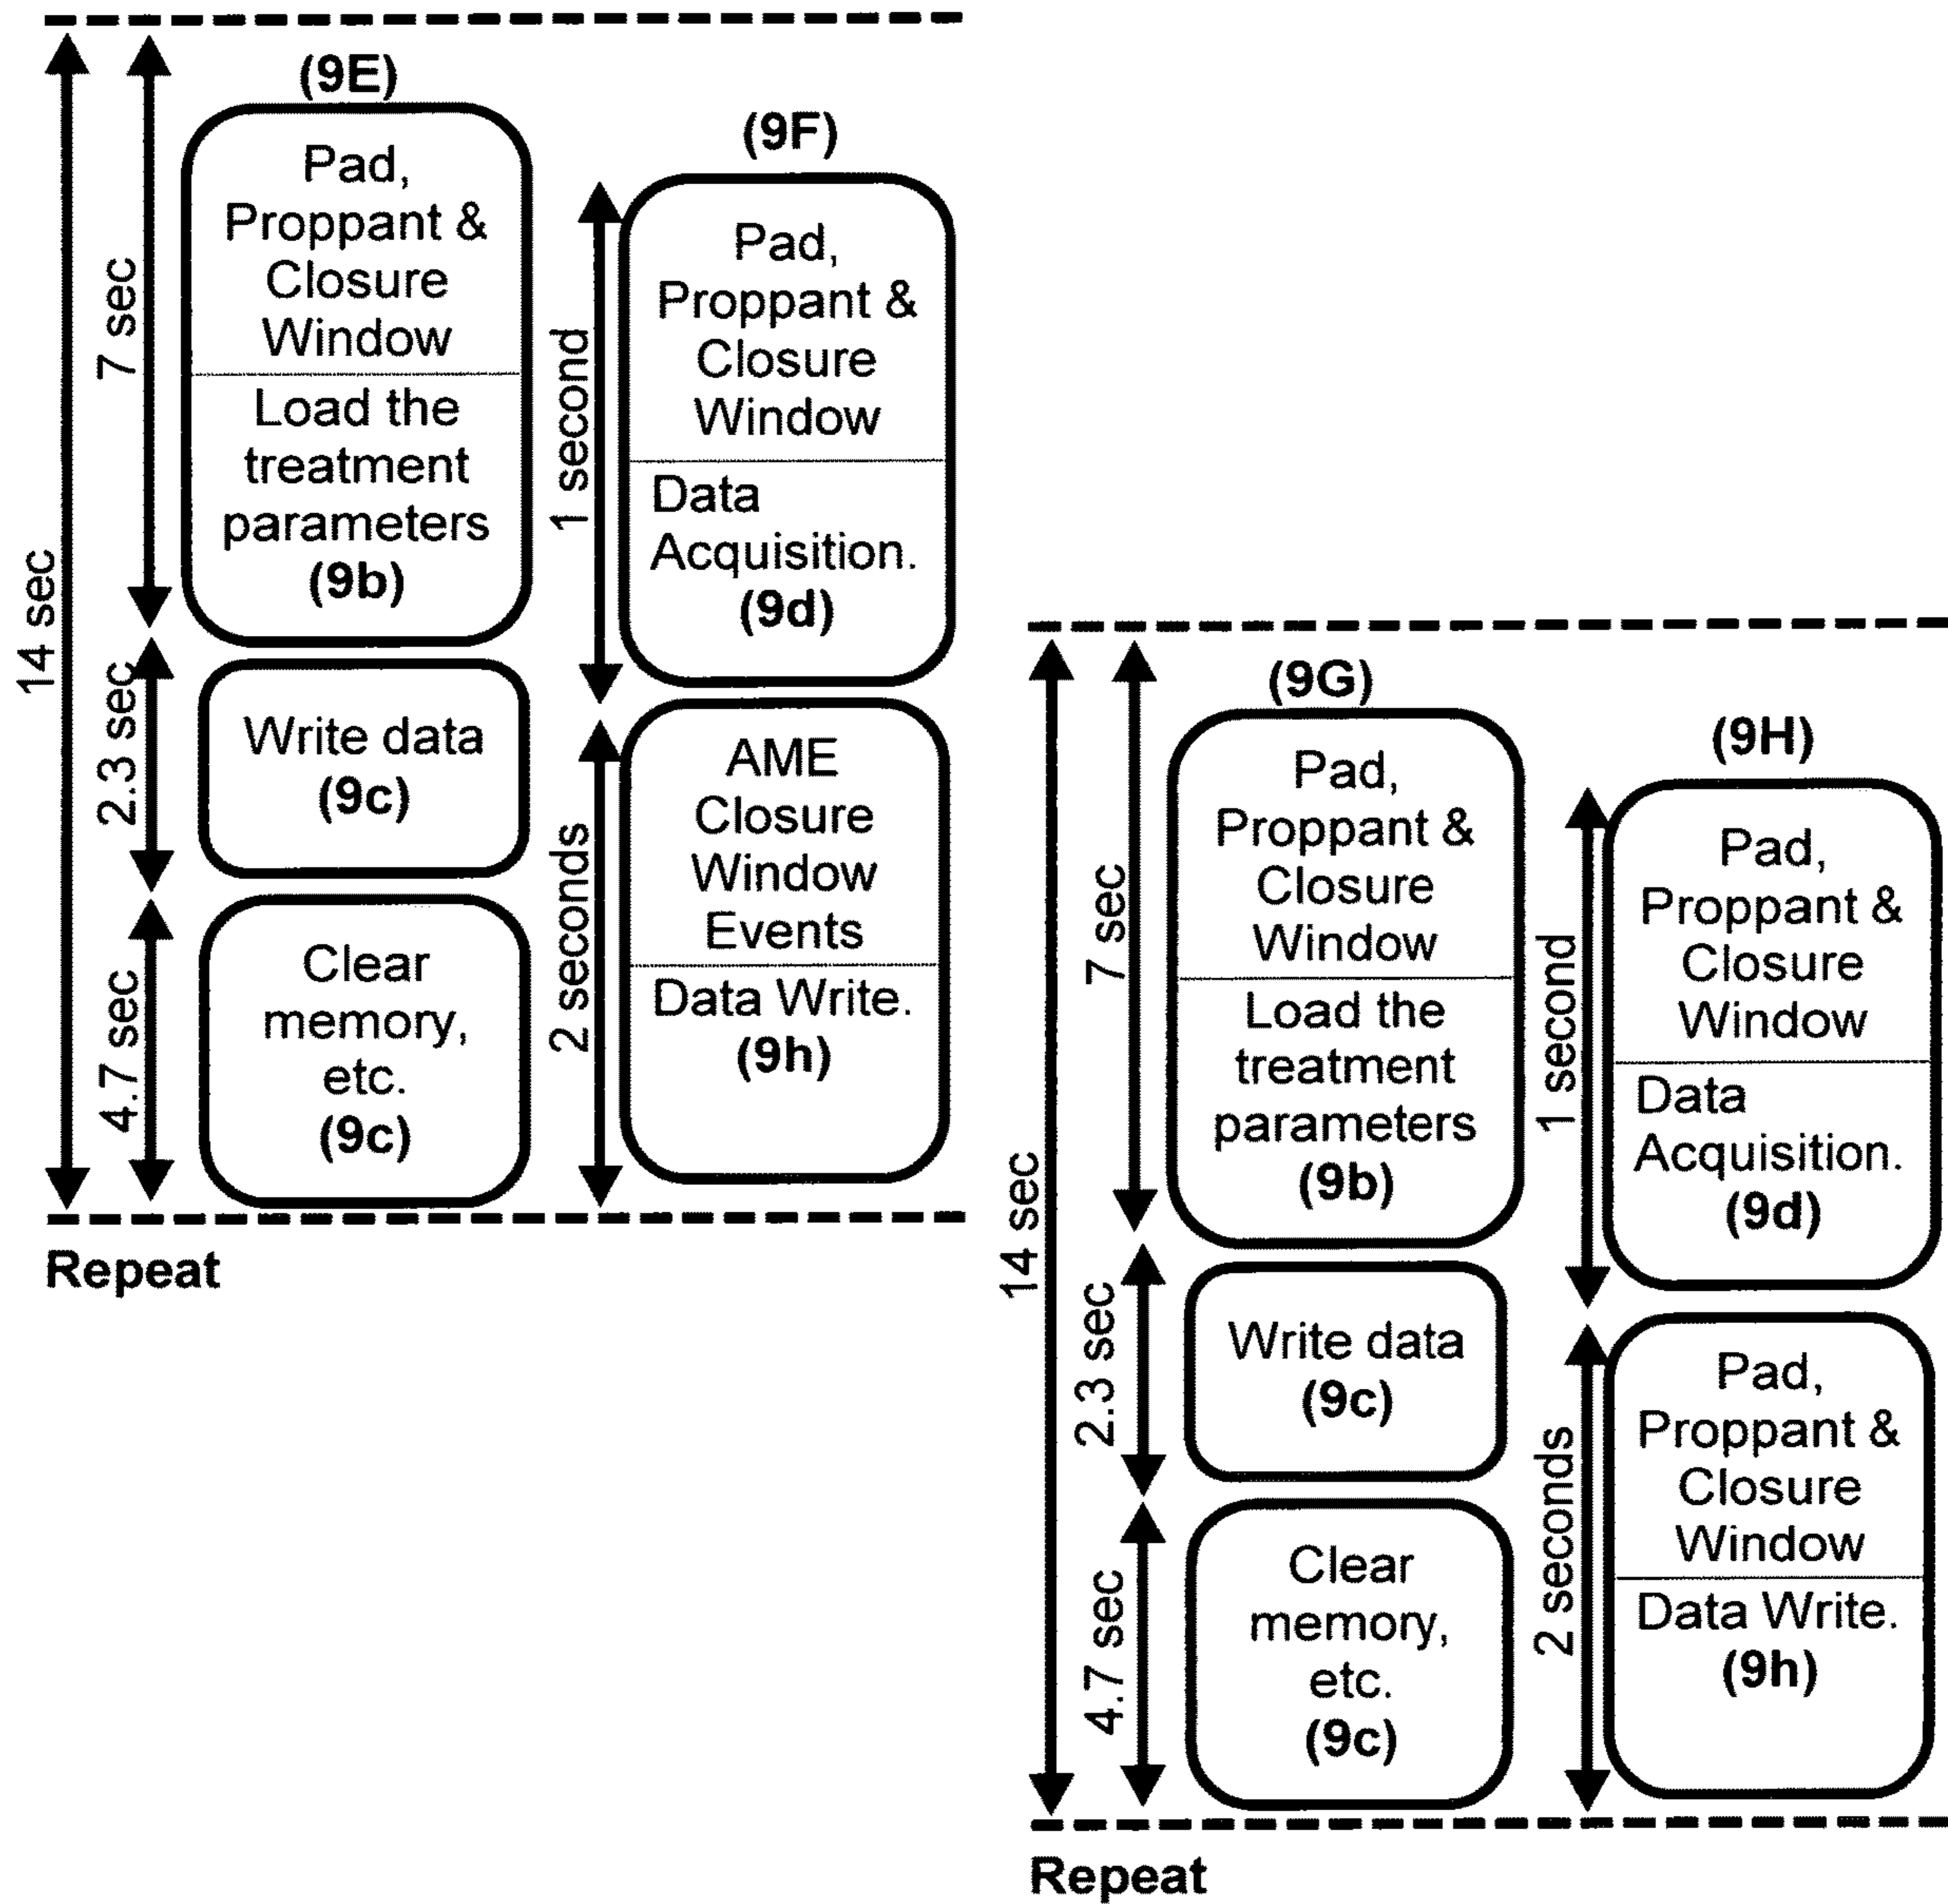 14 sec
7 sec
(9E)
Pad,
Proppant &
Closure
Window
Load the
treatment
parameters
(9b)
2.3 sec
Write data
(9c)
4.7 sec
Clear
memory,
etc.
(9c)
(9F)
1 second
Pad,
Proppant &
Closure
Window
Data
Acquisition.
(9d)
2 seconds
AME
Closure
Window
Events
Data Write.
(9h)
Repeat
14 sec
7 sec
(9G)
Pad,
Proppant &
Closure
Window
Load the
treatment
parameters
(9b)
2.3 sec
Write data
(9c)
4.7 sec
Clear
memory,
etc.
(9c)
(9H)
1 second
Pad,
Proppant &
Closure
Window
Data
Acquisition.
(9d)
2 seconds
Pad,
Proppant &
Closure
Window
Data Write.
(9h)
Repeat